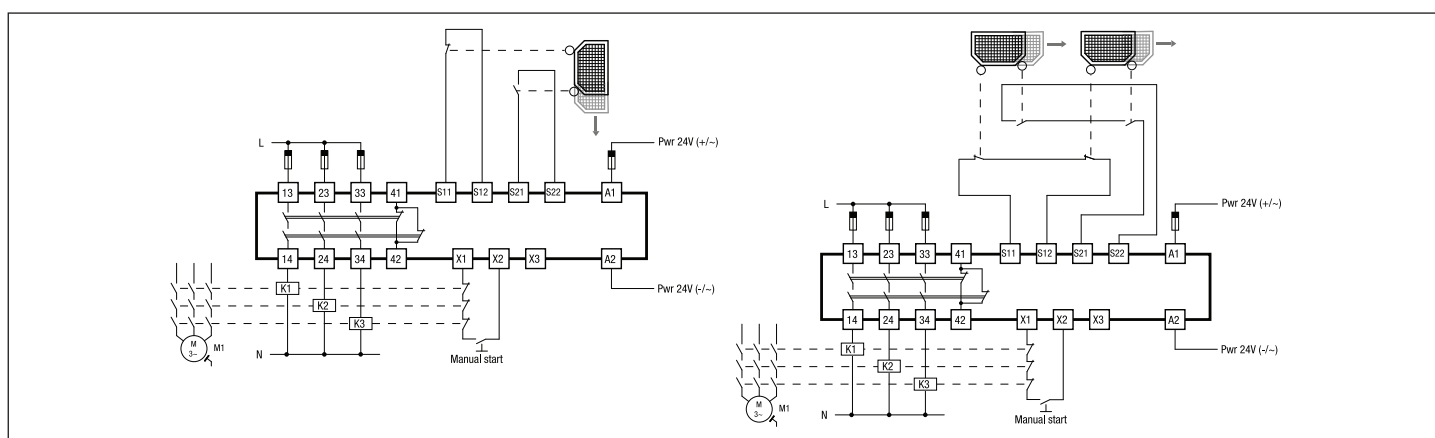 L
Pwr 24V (+/~)
13 23 33 41 S11 S12 S21 S22 A1
14 24 34 42 X1 X2 X3 A2
K1
K2
K3
Pwr 24V (-/~)
M
3~
M1
N
Manual start
L
Pwr 24V (+/~)
13 23 33 41 S11 S12 S21 S22 A1
14 24 34 42 X1 X2 X3 A2
K1
K2
K3
Pwr 24V (-/~)
M
3~
M1
N
Manual start